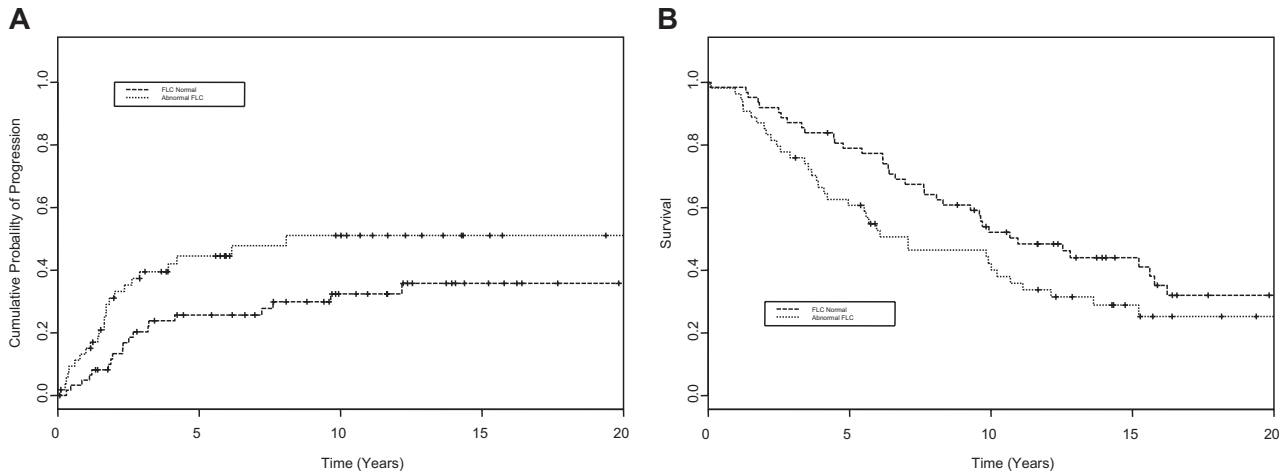 A
Cumulative Probaility of Progression
1.0
0.8
0.6
0.4
0.2
0.0
FLC Normal
Abnormal FLC
0 5 10 15 20
Time (Years)
B
Survival
1.0
0.8
0.6
0.4
0.2
0.0
FLC Normal
Abnormal FLC
0 5 10 15 20
Time (Years)